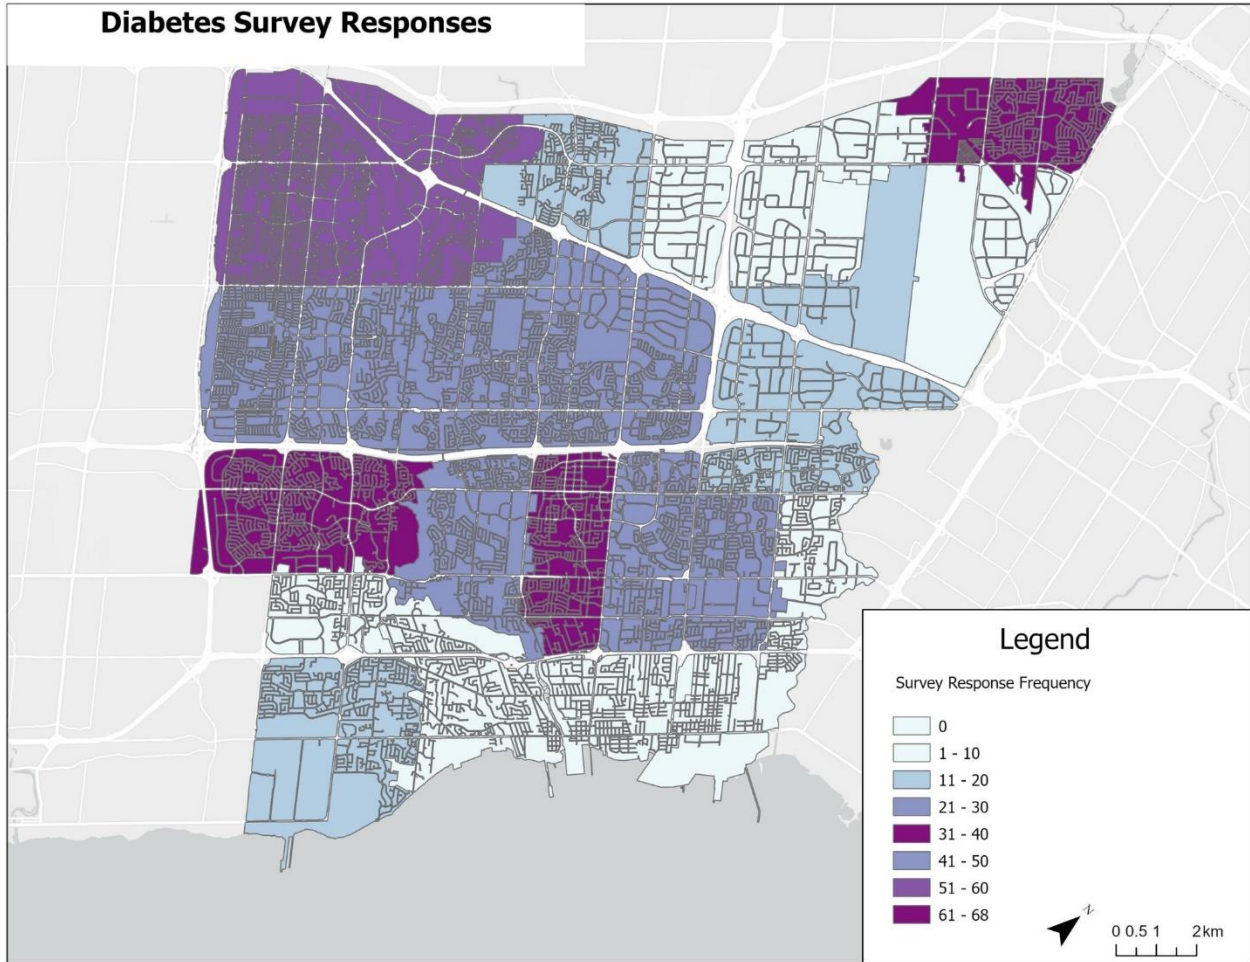 Diabetes Survey Responses
Legend
Survey Response Frequency
0
1 - 10
11 - 20
21 - 30
31 - 40
41 - 50
51 - 60
61 - 68
N
0 0.5 1 2 km